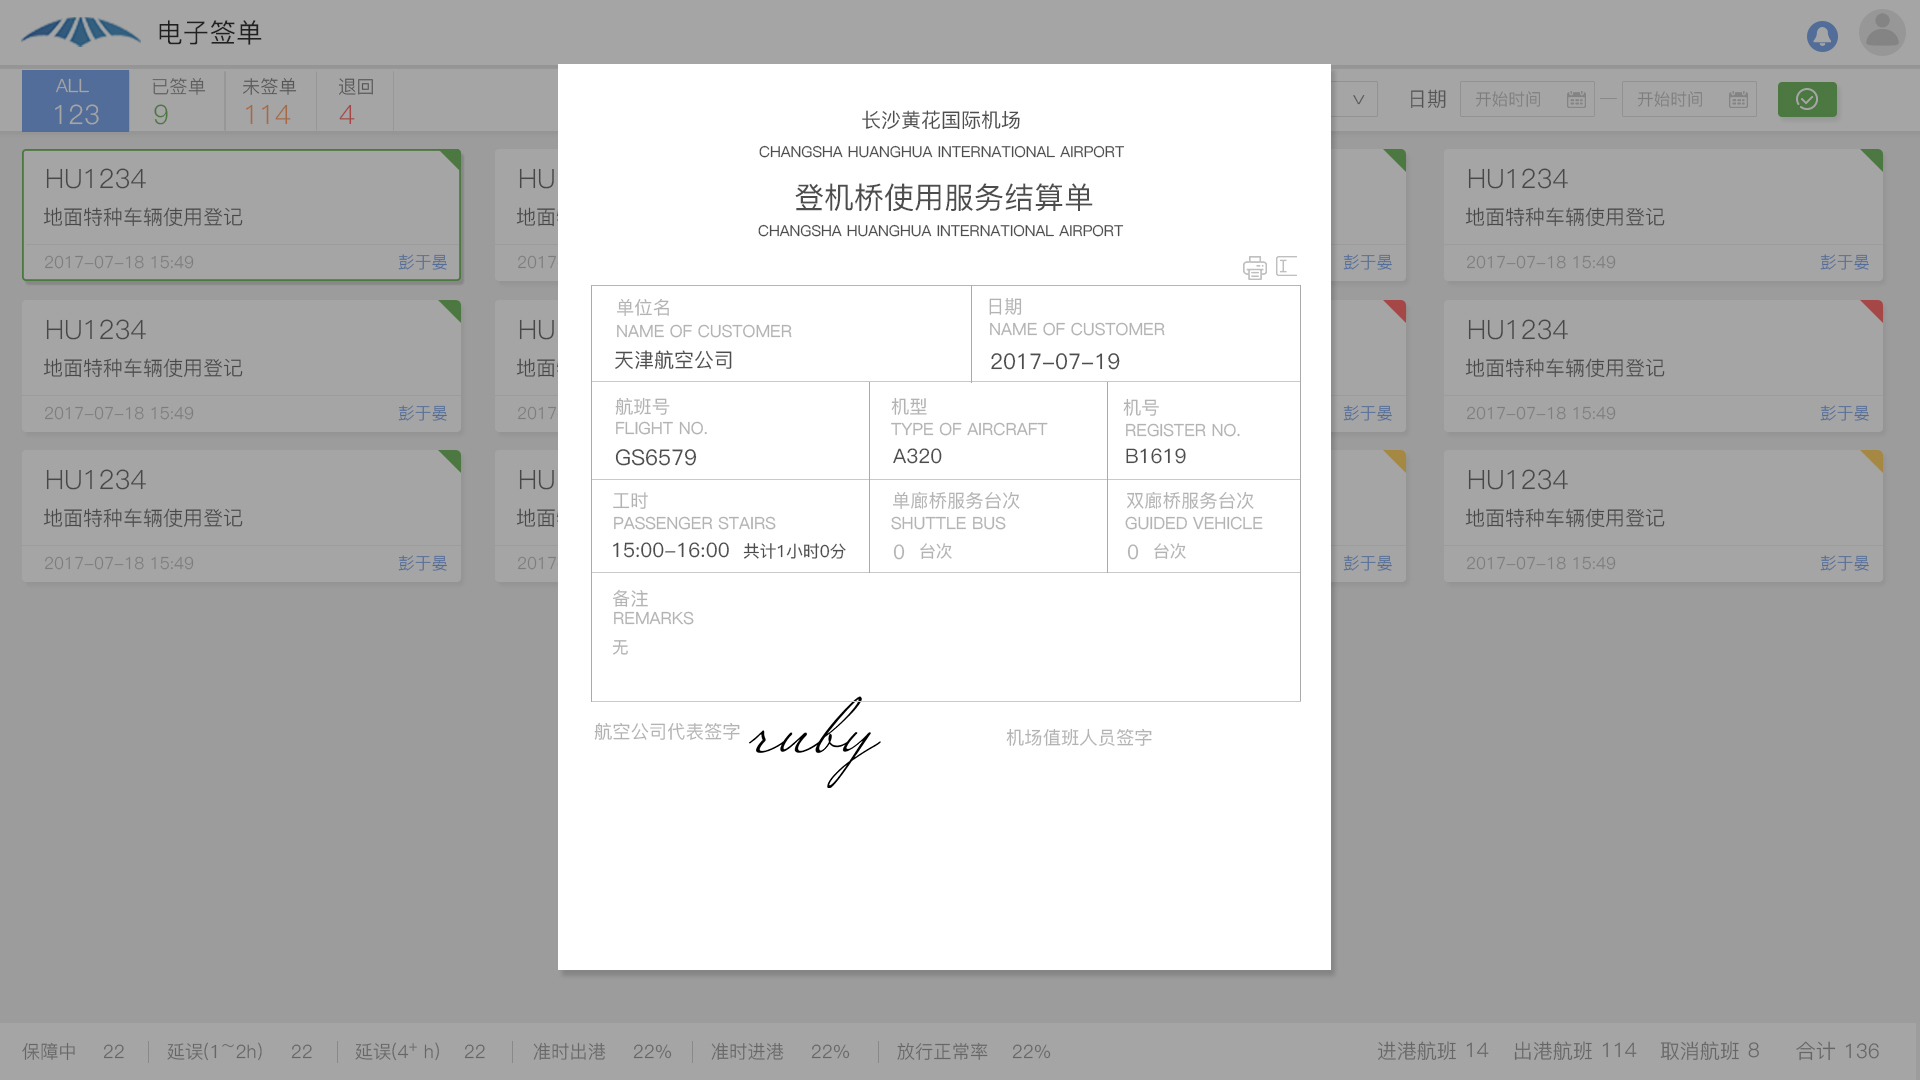 电子签单
ALL
123
已签单
9
未签单
114
退回
4
日期 开始时间 — 开始时间
HU1234
地面特种车辆使用登记
2017-07-18 15:49 彭于晏
HU
地面
2017
彭于晏
HU1234
地面特种车辆使用登记
2017-07-18 15:49 彭于晏
HU1234
地面特种车辆使用登记
2017-07-18 15:49 彭于晏
HU
地面
2017
彭于晏
HU1234
地面特种车辆使用登记
2017-07-18 15:49 彭于晏
HU1234
地面特种车辆使用登记
2017-07-18 15:49 彭于晏
HU
地面
2017
彭于晏
HU1234
地面特种车辆使用登记
2017-07-18 15:49 彭于晏
长沙黄花国际机场
CHANGSHA HUANGHUA INTERNATIONAL AIRPORT
登机桥使用服务结算单
CHANGSHA HUANGHUA INTERNATIONAL AIRPORT
单位名
NAME OF CUSTOMER
天津航空公司
日期
NAME OF CUSTOMER
2017-07-19
航班号
FLIGHT NO.
GS6579
机型
TYPE OF AIRCRAFT
A320
机号
REGISTER NO.
B1619
工时
PASSENGER STAIRS
15:00-16:00 共计1小时0分
单廊桥服务台次
SHUTTLE BUS
0 台次
双廊桥服务台次
GUIDED VEHICLE
0 台次
备注
REMARKS
无
航空公司代表签字 ruby
机场值班人员签字
保障中 22 延误(1~2h) 22 延误(4+ h) 22 准时出港 22% 准时进港 22% 放行正常率 22% 进港航班 14 出港航班 114 取消航班 8 合计 136